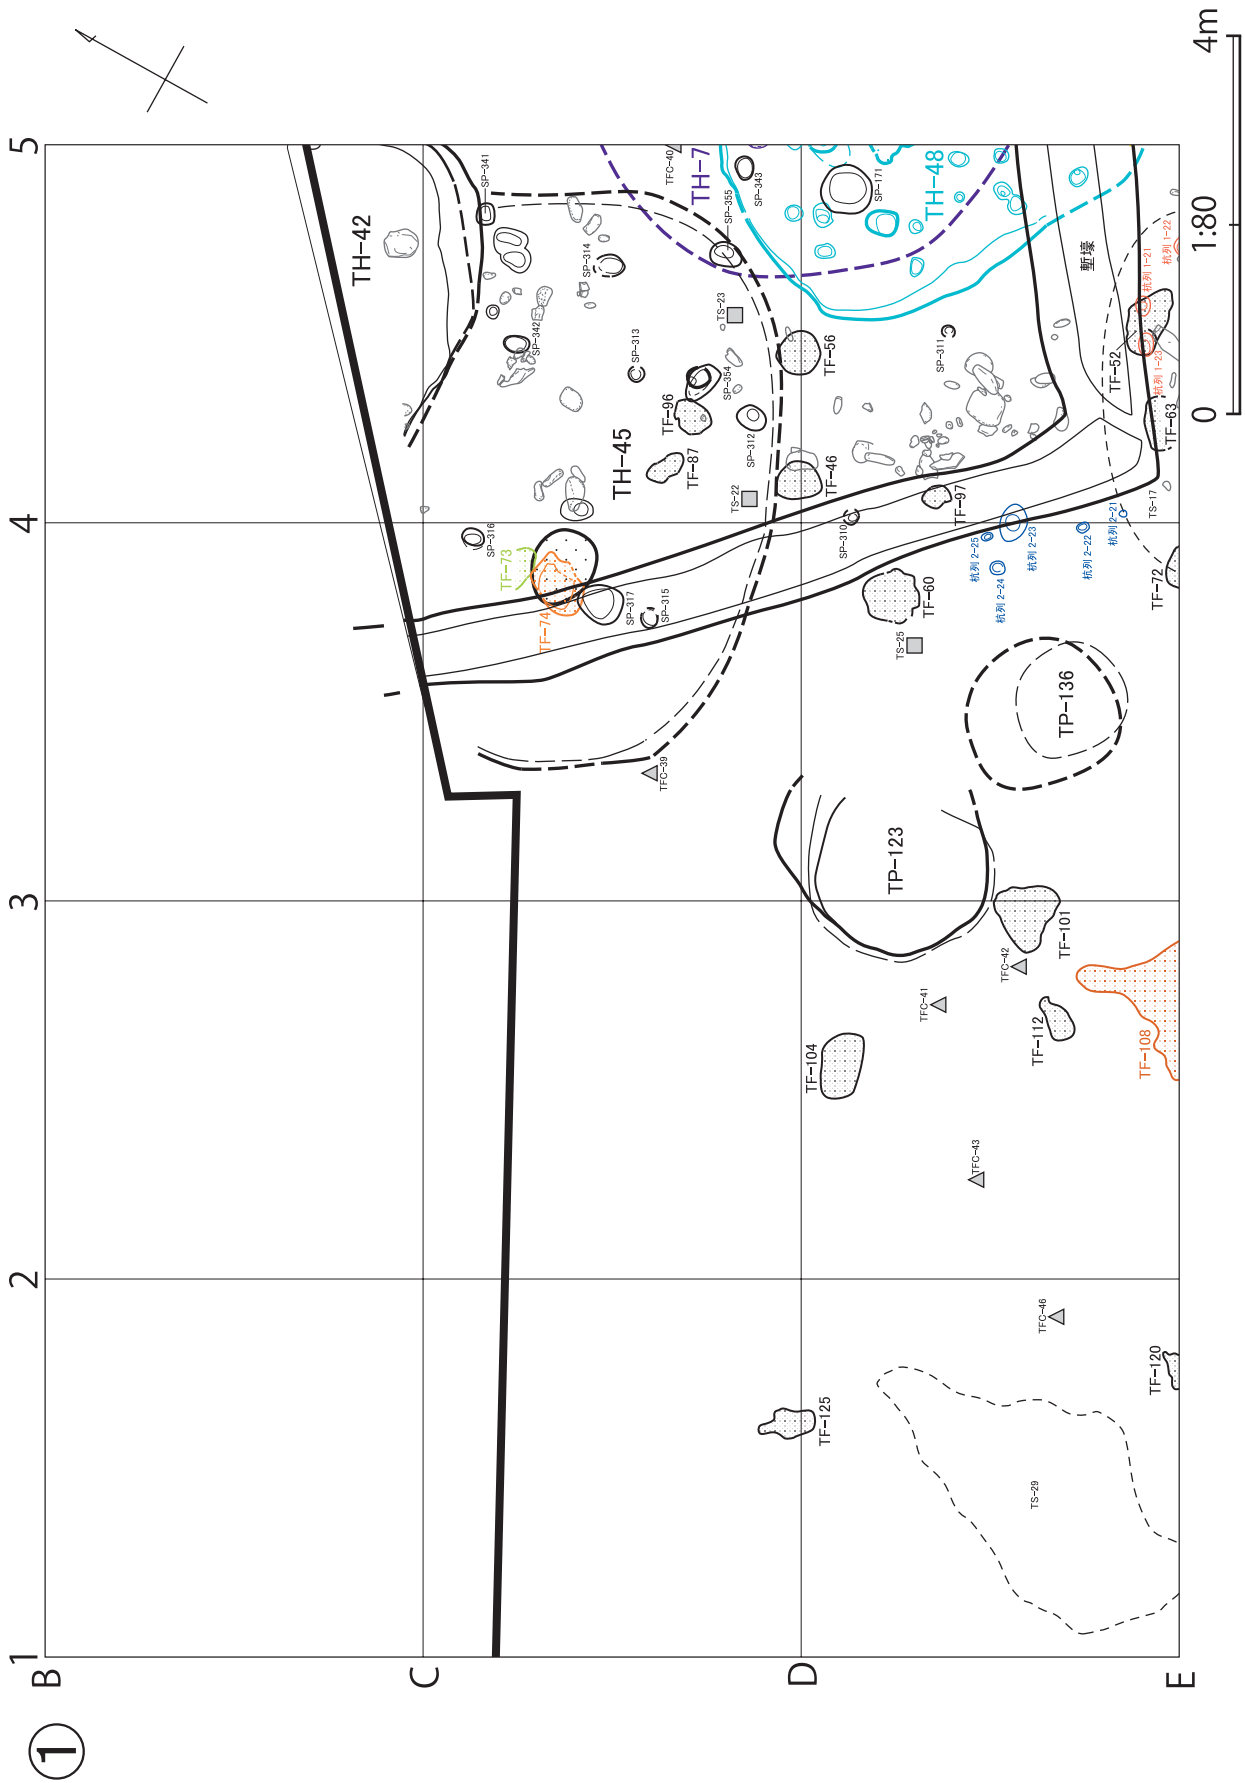 ①
B
C
D
E
1
2
3
4
5
TH-42
SP-341
TFC-40
TH-7
SP-355
SP-343
SP-171
TH-48
SP-314
SP-342
SP-313
TS-23
SP-354
TF-96
TH-45
TF-87
SP-312
TS-22
TF-56
TF-46
SP-311
塹壕
杭列 1-21
杭列 1-22
杭列 1-23
TF-52
TF-63
TS-17
TF-97
SP-310
SP-316
TF-73
TF-74
SP-317
SP-315
杭列 2-25
杭列 2-24
杭列 2-23
杭列 2-22
杭列 2-21
TF-72
TF-60
TS-25
TP-136
TFC-39
TP-123
TF-101
TFC-42
TFC-41
TF-112
TF-108
TF-104
TFC-43
TFC-46
TF-120
TF-125
TS-29
0
1:80
4m